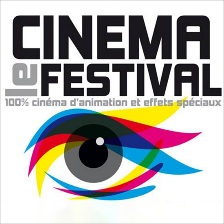 CINEMA
le FESTIVAL
100% cinéma d'animation et effets spéciaux